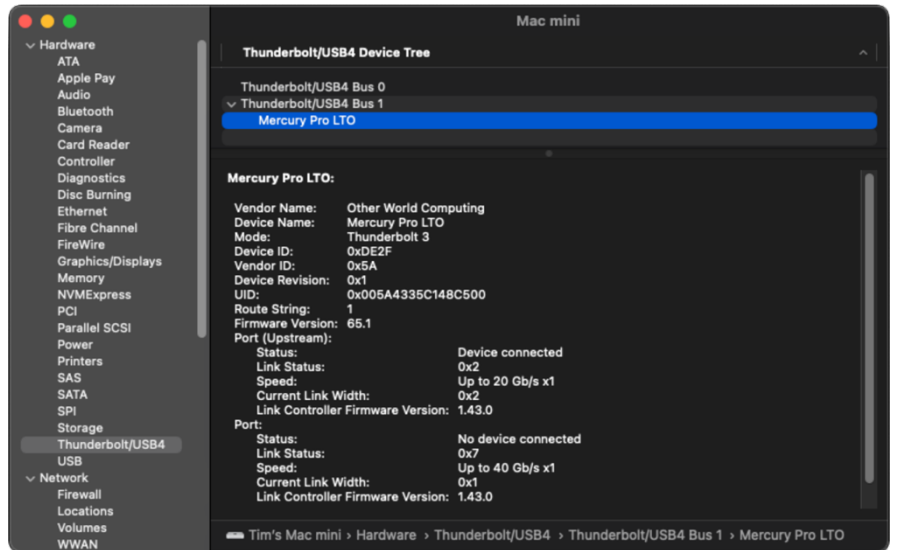 Mac mini
Hardware
ATA
Apple Pay
Audio
Bluetooth
Camera
Card Reader
Controller
Diagnostics
Disc Burning
Ethernet
Fibre Channel
FireWire
Graphics/Displays
Memory
NVMExpress
PCI
Parallel SCSI
Power
Printers
SAS
SATA
SPI
Storage
Thunderbolt/USB4
USB
Network
Firewall
Locations
Volumes
WWAN
Thunderbolt/USB4 Device Tree
Thunderbolt/USB4 Bus 0
Thunderbolt/USB4 Bus 1
Mercury Pro LTO
Mercury Pro LTO:
Vendor Name: Other World Computing
Device Name: Mercury Pro LTO
Mode: Thunderbolt 3
Device ID: 0xDE2F
Vendor ID: 0x5A
Device Revision: 0x1
UID: 0x005A4335C148C500
Route String: 1
Firmware Version: 65.1
Port (Upstream):
Status: Device connected
Link Status: 0x2
Speed: Up to 20 Gb/s x1
Current Link Width: 0x2
Link Controller Firmware Version: 1.43.0
Port:
Status: No device connected
Link Status: 0x7
Speed: Up to 40 Gb/s x1
Current Link Width: 0x1
Link Controller Firmware Version: 1.43.0
Tim's Mac mini › Hardware › Thunderbolt/USB4 › Thunderbolt/USB4 Bus 1 › Mercury Pro LTO